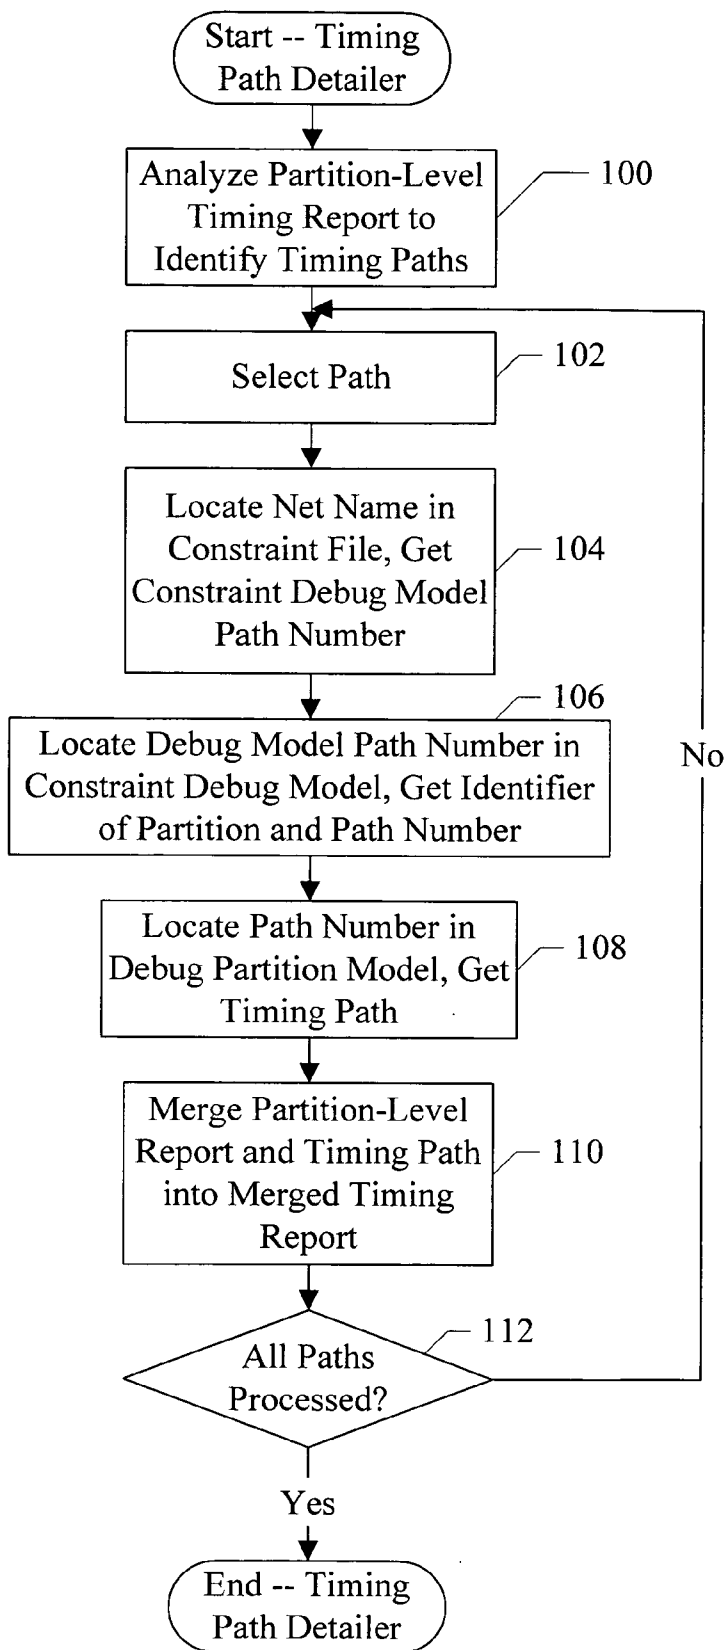 Start -- Timing
Path Detailer
Analyze Partition-Level
Timing Report to
Identify Timing Paths
100
Select Path
102
Locate Net Name in
Constraint File, Get
Constraint Debug Model
Path Number
104
106
Locate Debug Model Path Number in
Constraint Debug Model, Get Identifier
of Partition and Path Number
No
Locate Path Number in
Debug Partition Model, Get
Timing Path
108
Merge Partition-Level
Report and Timing Path
into Merged Timing
Report
110
112
All Paths
Processed?
Yes
End -- Timing
Path Detailer